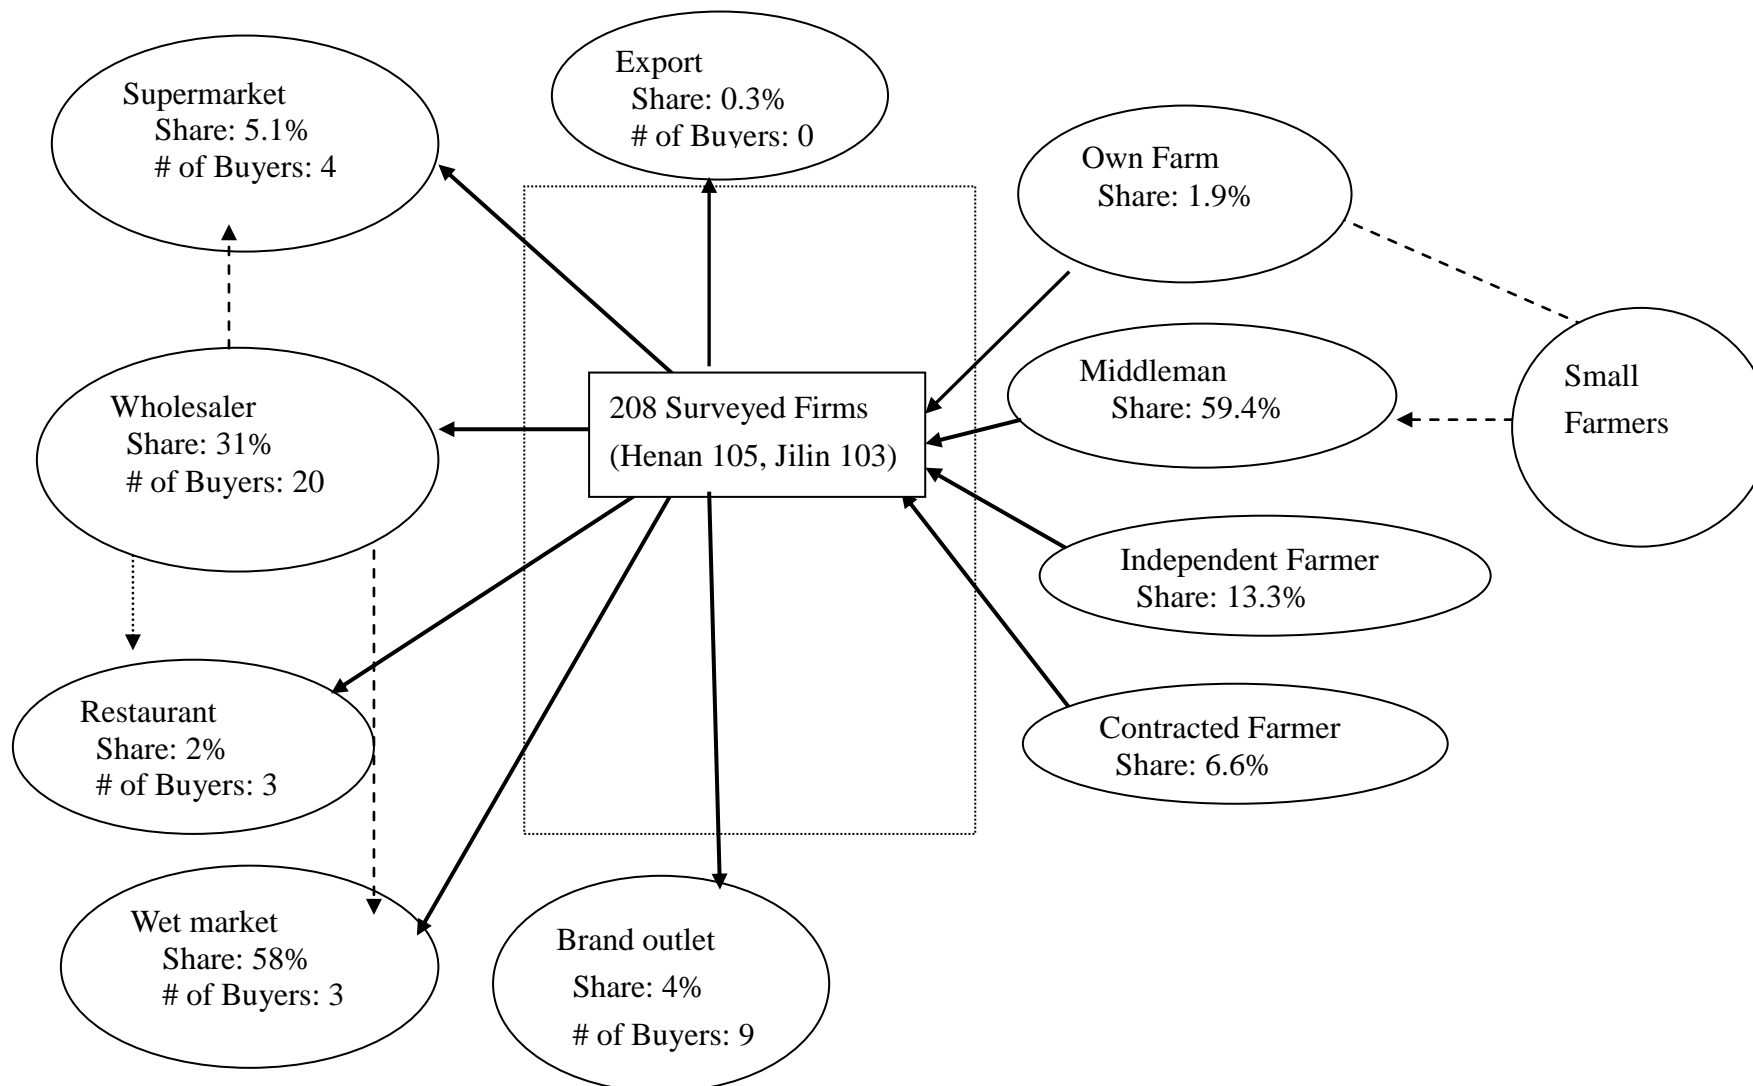 Supermarket
Share: 5.1%
# of Buyers: 4
Export
Share: 0.3%
# of Buyers: 0
Own Farm
Share: 1.9%
Wholesaler
Share: 31%
# of Buyers: 20
208 Surveyed Firms
(Henan 105, Jilin 103)
Middleman
Share: 59.4%
Small
Farmers
Independent Farmer
Share: 13.3%
Restaurant
Share: 2%
# of Buyers: 3
Contracted Farmer
Share: 6.6%
Wet market
Share: 58%
# of Buyers: 3
Brand outlet
Share: 4%
# of Buyers: 9